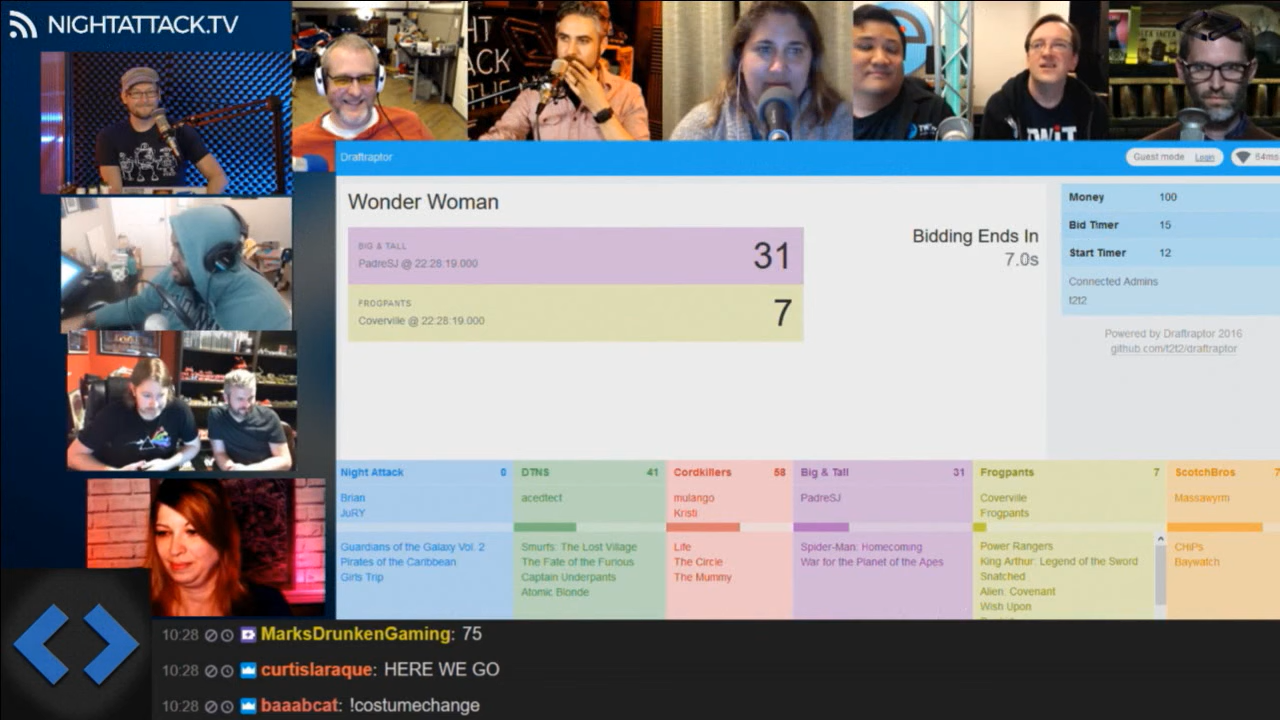 NIGHTATTACK.TV
Draftraptor
Guest mode Login 64ms
Wonder Woman
BIG & TALL
PadreSJ @ 22:28:19.000
31
FROGPANTS
Coverville @ 22:28:19.000
7
Bidding Ends In
7.0s
Money 100
Bid Timer 15
Start Timer 12
Connected Admins
t2t2
Powered by Draftraptor 2016
github.com/t2t2/draftraptor
Night Attack 0
Brian
JuRY
Guardians of the Galaxy Vol. 2
Pirates of the Caribbean
Girls Trip
DTNS 41
acedtect
Smurfs: The Lost Village
The Fate of the Furious
Captain Underpants
Atomic Blonde
Cordkillers 58
mulango
Kristi
Life
The Circle
The Mummy
Big & Tall 31
PadreSJ
Spider-Man: Homecoming
War for the Planet of the Apes
Frogpants 7
Coverville
Frogpants
Power Rangers
King Arthur: Legend of the Sword
Snatched
Alien: Covenant
Wish Upon
ScotchBros
Massawyrm
CHiPs
Baywatch
10:28 MarksDrunkenGaming: 75
10:28 curtislaraque: HERE WE GO
10:28 baaabcat: !costumechange